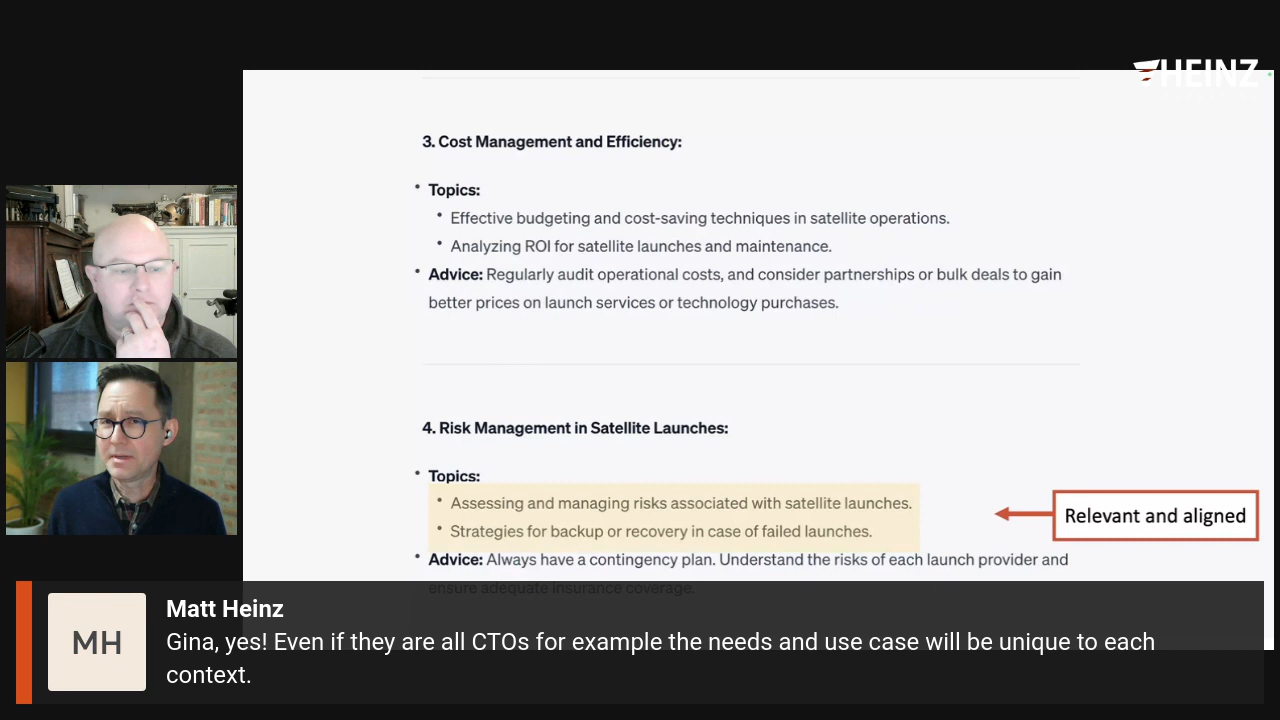 HEINZ
3. Cost Management and Efficiency:
• Topics:
• Effective budgeting and cost-saving techniques in satellite operations.
• Analyzing ROI for satellite launches and maintenance.
• Advice: Regularly audit operational costs, and consider partnerships or bulk deals to gain
better prices on launch services or technology purchases.
4. Risk Management in Satellite Launches:
• Topics:
• Assessing and managing risks associated with satellite launches.
• Strategies for backup or recovery in case of failed launches.
Relevant and aligned
• Advice: Always have a contingency plan. Understand the risks of each launch provider and
ensure adequate insurance coverage.
MH
Matt Heinz
Gina, yes! Even if they are all CTOs for example the needs and use case will be unique to each
context.